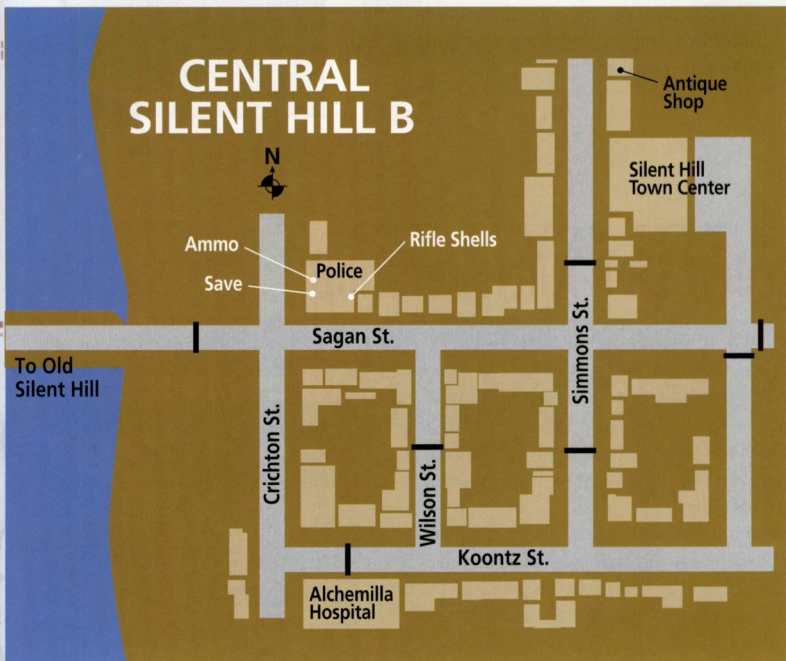 CENTRAL
SILENT HILL B
N
Antique
Shop
Silent Hill
Town Center
Ammo
Rifle Shells
Police
Save
Sagan St.
Simmons St.
To Old
Silent Hill
Crichton St.
Wilson St.
Koontz St.
Alchemilla
Hospital